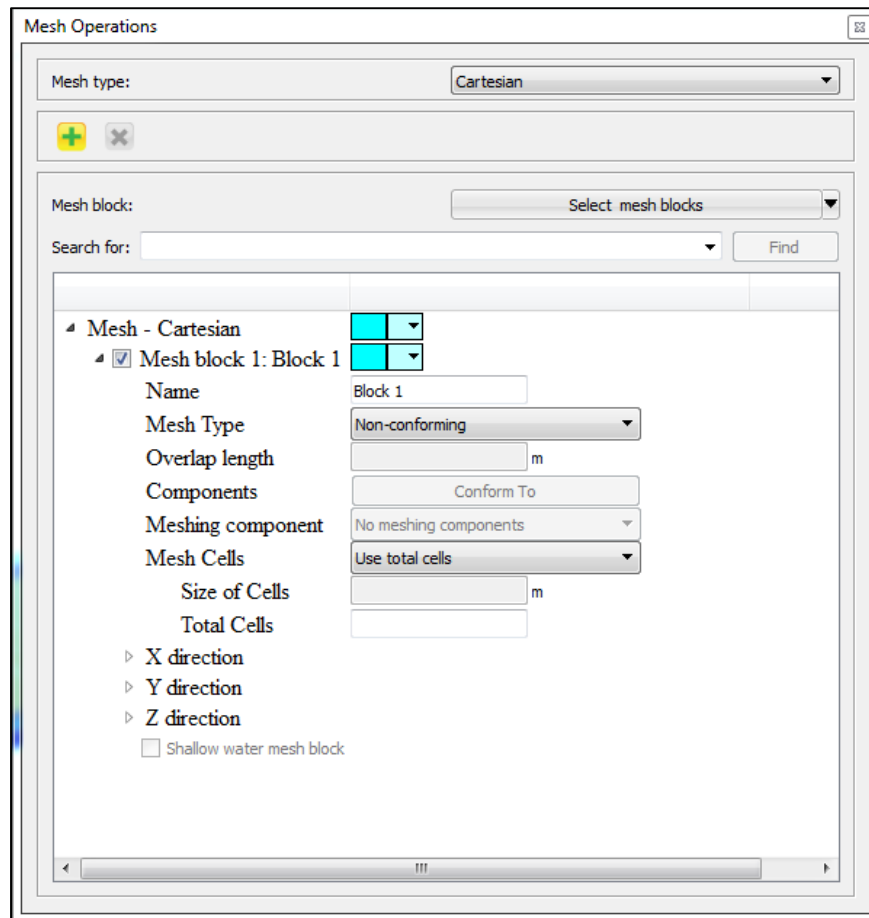 Mesh Operations
Mesh type: Cartesian
Mesh block: Select mesh blocks
Search for: Find
Mesh - Cartesian
Mesh block 1: Block 1
Name Block 1
Mesh Type Non-conforming
Overlap length m
Components Conform To
Meshing component No meshing components
Mesh Cells Use total cells
Size of Cells m
Total Cells
X direction
Y direction
Z direction
Shallow water mesh block